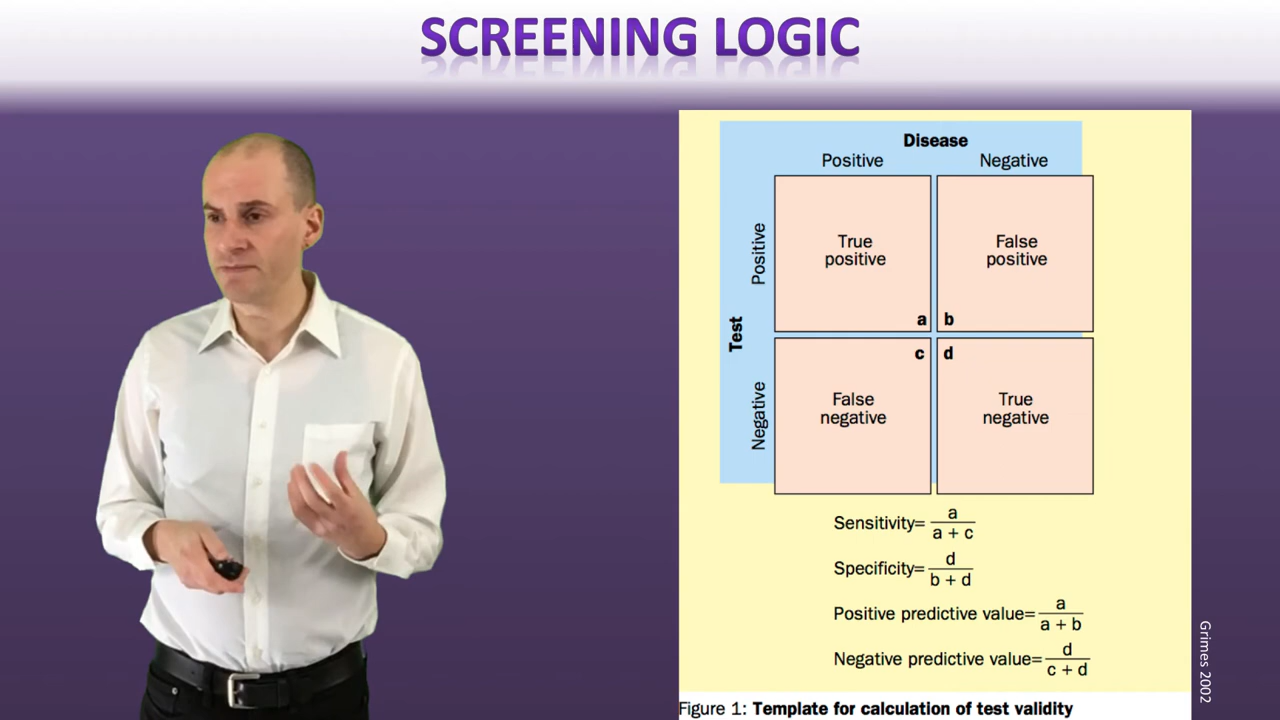 SCREENING LOGIC
Disease
Positive Negative
Test
Positive
True
positive
a
False
positive
b
Negative
c
False
negative
d
True
negative
Sensitivity= a
a + c
Specificity= d
b + d
Positive predictive value= a
a + b
Negative predictive value= d
c + d
Figure 1: Template for calculation of test validity
Grimes 2002